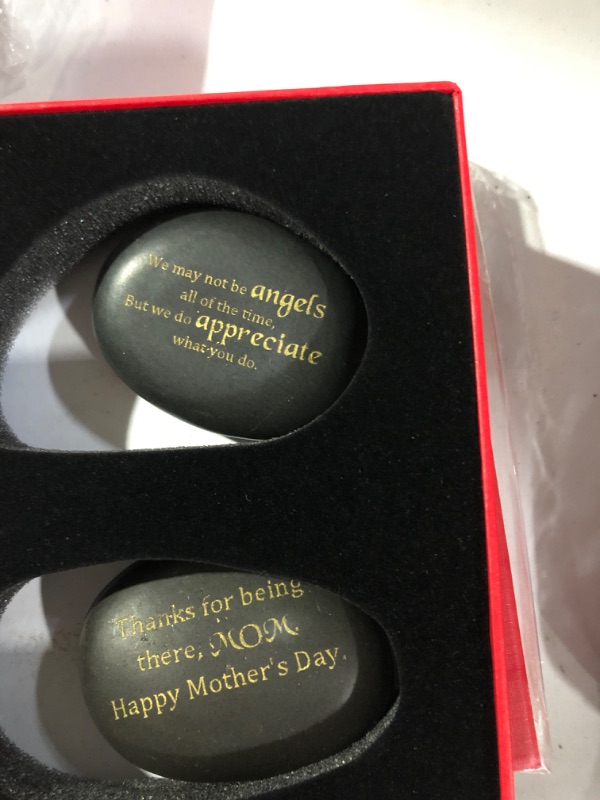 We may not be angels
all of the time,
But we do appreciate
what you do.
Thanks for being
there, MOM.
Happy Mother's Day.